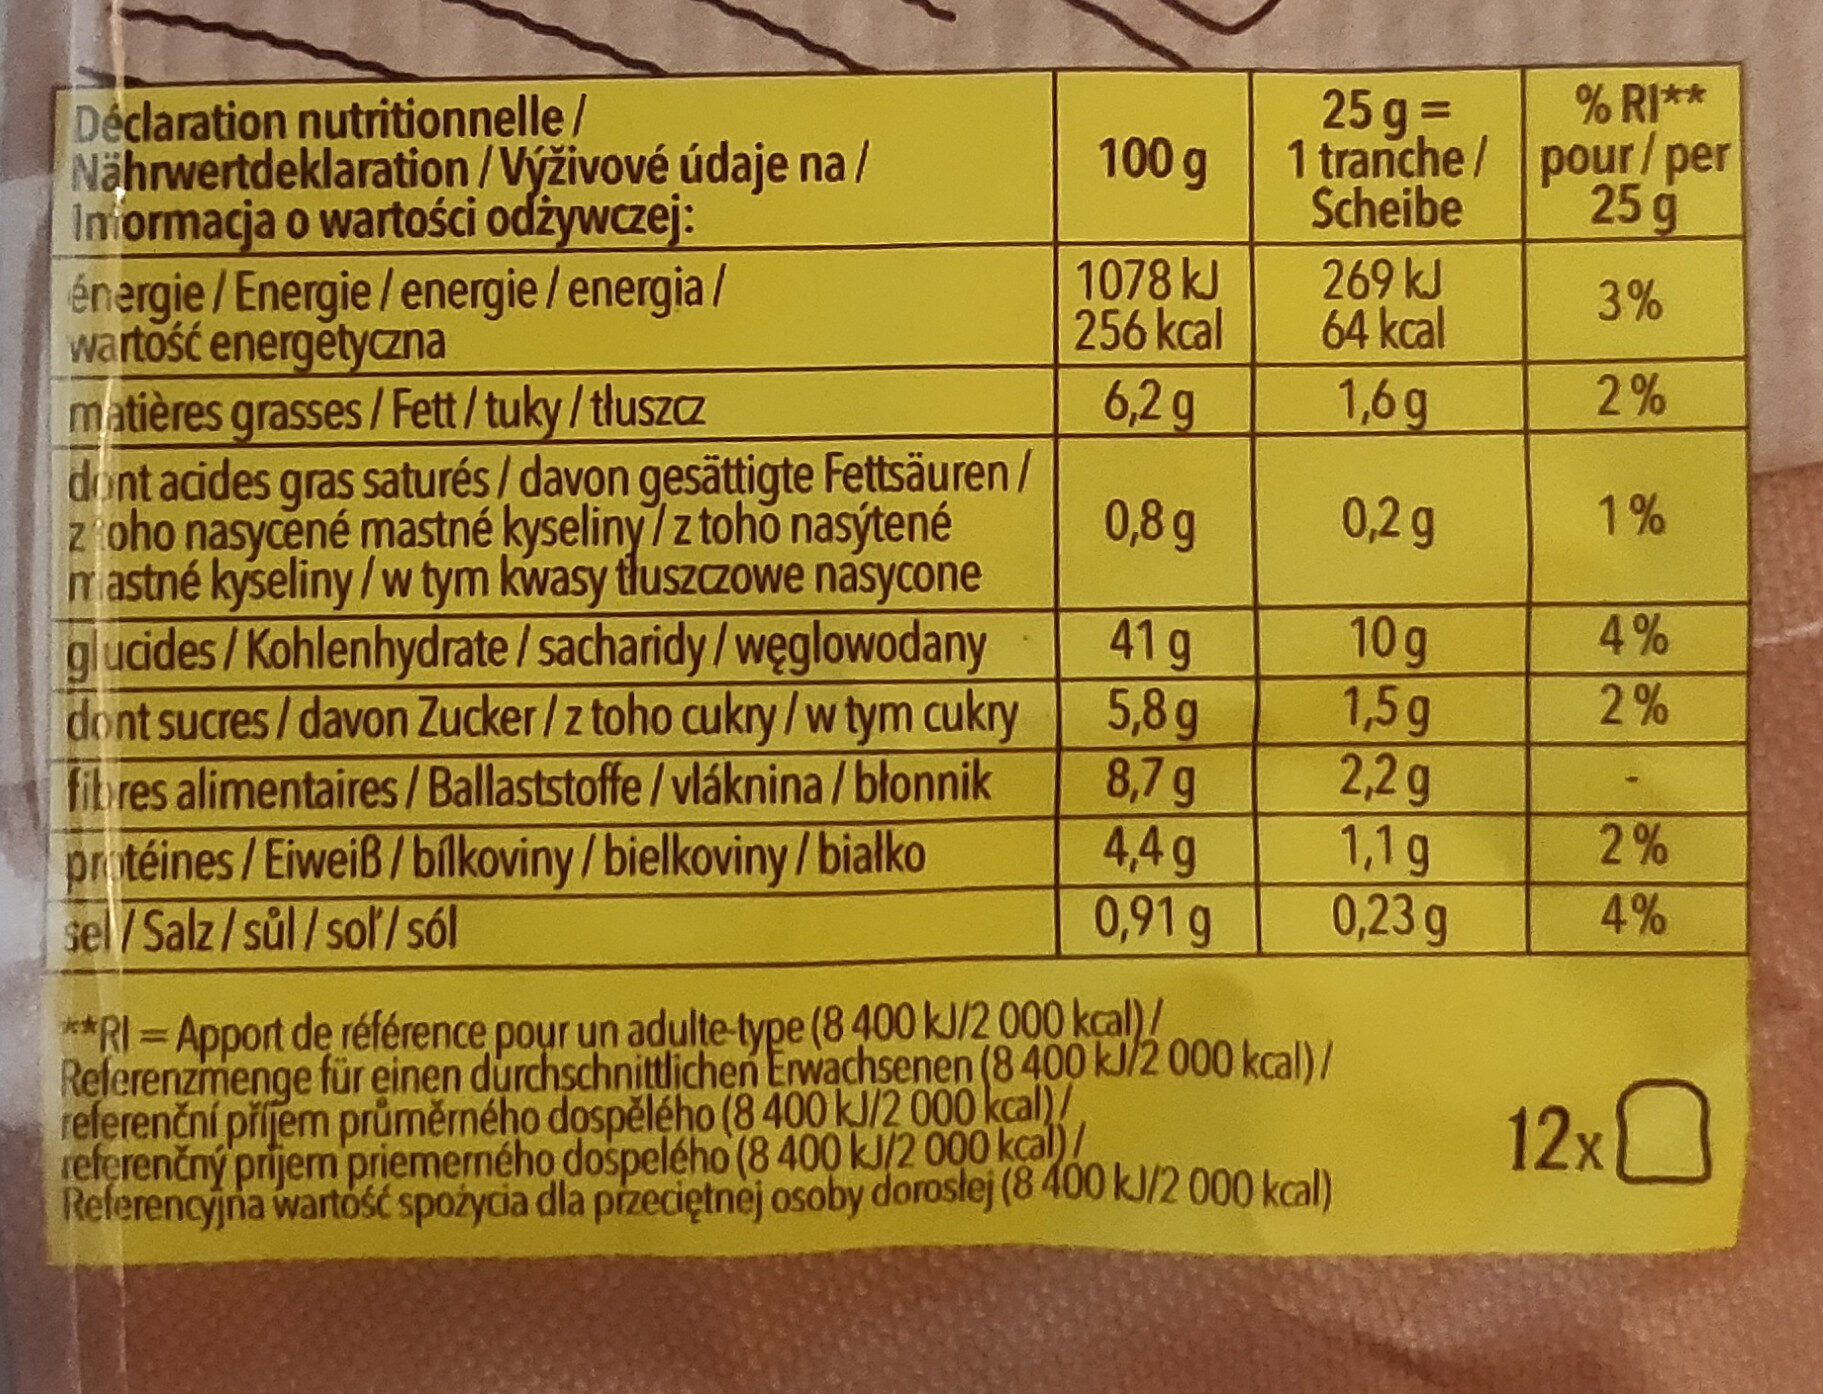 Déclaration nutritionnelle / 
Nährwertdeklaration / Výživové údaje na / 
Informacja o wartości odżywczej:
100 g
25 g =
1 tranche /
Scheibe
% RI**
pour / per
25 g
énergie / Energie / energie / energia /
wartość energetyczna
1078 kJ
256 kcal
269 kJ
64 kcal
3%
matières grasses / Fett / tuky / tłuszcz
6,2 g
1,6 g
2%
dont acides gras saturés / davon gesättigte Fettsäuren /
z toho nasycené mastné kyseliny / z toho nasýtené
mastné kyseliny / w tym kwasy tłuszczowe nasycone
0,8 g
0,2 g
1%
glucides / Kohlenhydrate / sacharidy / węglowodany
41 g
10 g
4%
dont sucres / davon Zucker / z toho cukry / w tym cukry
5,8 g
1,5 g
2%
fibres alimentaires / Ballaststoffe / vláknina / błonnik
8,7 g
2,2 g
-
protéines / Eiweiß / bílkoviny / bielkoviny / białko
4,4 g
1,1 g
2%
sel / Salz / sůl / soľ / sól
0,91 g
0,23 g
4%
**RI = Apport de référence pour un adulte-type (8 400 kJ/2 000 kcal) /
Referenzmenge für einen durchschnittlichen Erwachsenen (8 400 kJ/2 000 kcal) /
referenční příjem průměrného dospělého (8 400 kJ/2 000 kcal) /
referenčný príjem priemerného dospelého (8 400 kJ/2 000 kcal) /
Referencyjna wartość spożycia dla przeciętnej osoby dorosłej (8 400 kJ/2 000 kcal)
12x